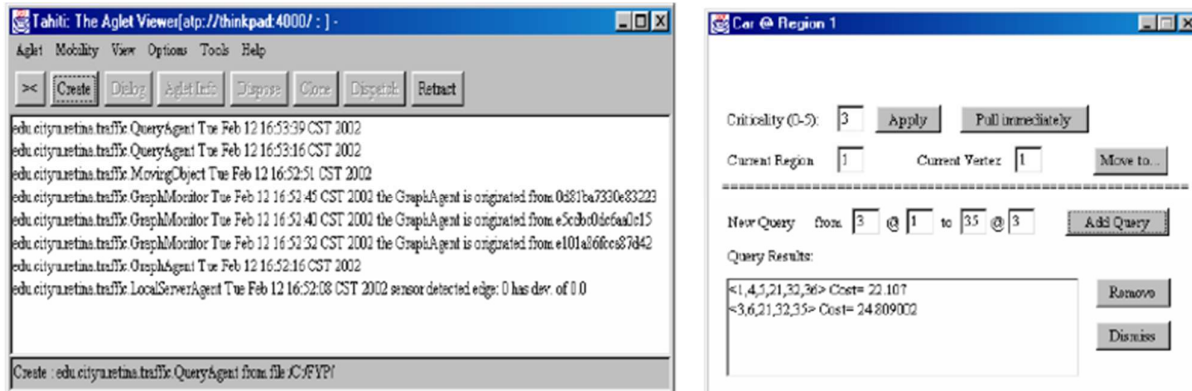 Tahiti: The Aglet Viewer[atp://thinkpad:4000/ : ] -
Aglet Mobility View Options Tools Help
>< Create Dialog Aglet Info Dispose Clone Dispatch Retract
edu.cityu.retina.traffic.QueryAgent Tue Feb 12 16:53:39 CST 2002
edu.cityu.retina.traffic.QueryAgent Tue Feb 12 16:53:16 CST 2002
edu.cityu.retina.traffic.MovingObject Tue Feb 12 16:52:51 CST 2002
edu.cityu.retina.traffic.GraphMonitor Tue Feb 12 16:52:45 CST 2002 the GraphAgent is originated from 0d81ba7330e83223
edu.cityu.retina.traffic.GraphMonitor Tue Feb 12 16:52:40 CST 2002 the GraphAgent is originated from e5cdbc0dc6aa0c15
edu.cityu.retina.traffic.GraphMonitor Tue Feb 12 16:52:32 CST 2002 the GraphAgent is originated from e101a86fcca87d42
edu.cityu.retina.traffic.GraphAgent Tue Feb 12 16:52:16 CST 2002
edu.cityu.retina.traffic.LocalServerAgent Tue Feb 12 16:52:08 CST 2002 sensor detected edge: 0 has dev. of 0.0
Create : edu.cityu.retina.traffic.QueryAgent from file:/C:/FYP/
Car @ Region 1
Criticality (0-5): 3 Apply Pull immediately
Current Region 1 Current Vertex 1 Move to...
New Query from 3 @ 1 to 35 @ 3 Add Query
Query Results:
<1,4,5,21,32,36> Cost= 22.107
<3,6,21,32,35> Cost= 24.809002
Remove
Dismiss